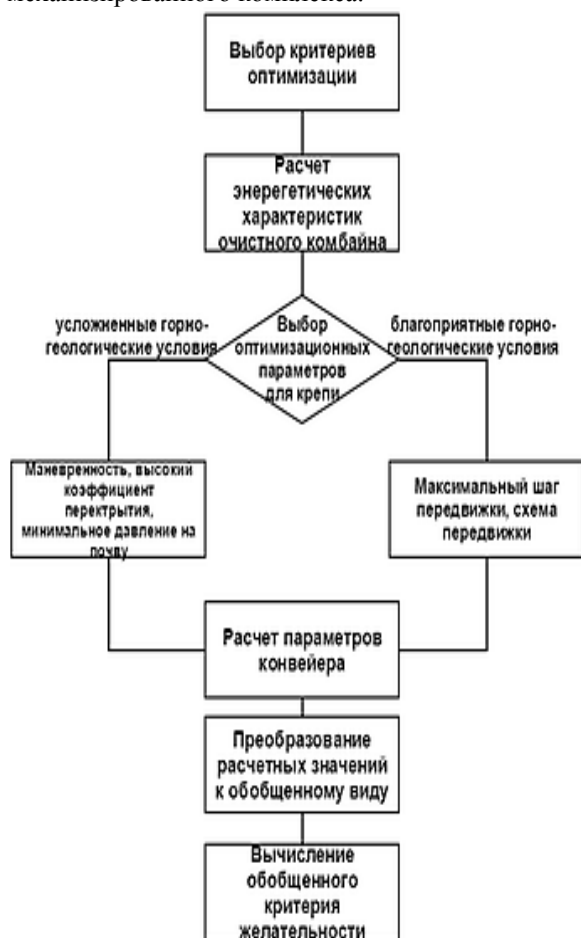 механизированного комплекса.
Выбор критериев
оптимизации
Расчет
энерегетических
характеристик
очистного комбайна
усложненные горно-
геологические условия
Выбор
оптимизационных
параметров
для крепи
благоприятные горно-
геологические условия
Маневренность, высокий
коэффициент
перектрытия,
минимальное давление на
почву
Максимальный шаг
передвижки, схема
передвижки
Расчет параметров
конвейера
Преобразование
расчетных значений
к обобщенному виду
Вычисление
обобщенного
критерия
желательности